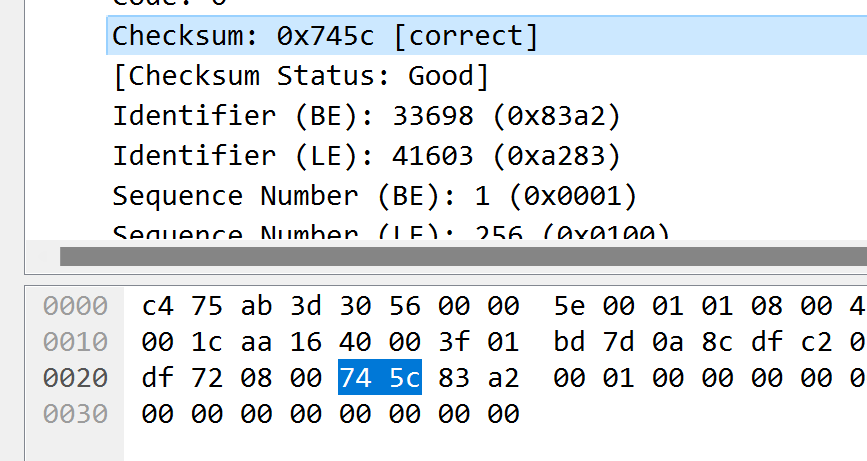 Code: 0
Checksum: 0x745c [correct]
[Checksum Status: Good]
Identifier (BE): 33698 (0x83a2)
Identifier (LE): 41603 (0xa283)
Sequence Number (BE): 1 (0x0001)
Sequence Number (LE): 256 (0x0100)
0000 c4 75 ab 3d 30 56 00 00 5e 00 01 01 08 00 4
0010 00 1c aa 16 40 00 3f 01 bd 7d 0a 8c df c2 0
0020 df 72 08 00 74 5c 83 a2 00 01 00 00 00 00 0
0030 00 00 00 00 00 00 00 00